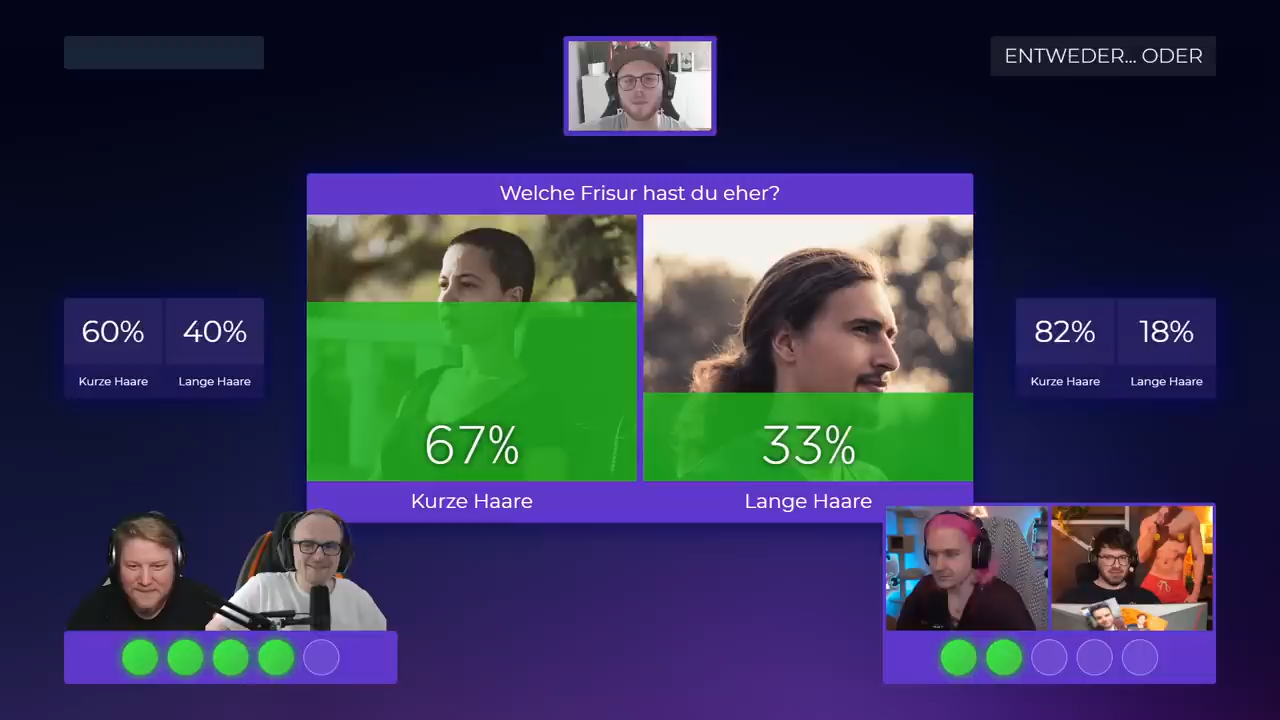 ENTWEDER... ODER
Welche Frisur hast du eher?
60%
40%
Kurze Haare
Lange Haare
67%
33%
Kurze Haare
Lange Haare
82%
18%
Kurze Haare
Lange Haare